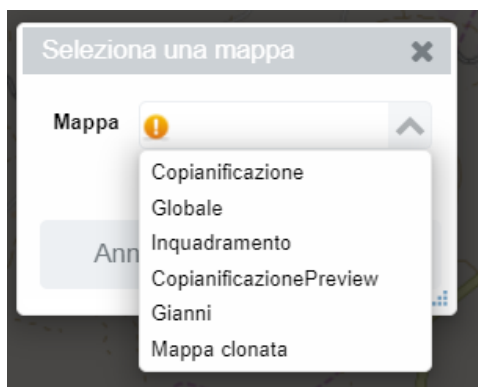 Seleziona una mappa
Mappa
Copianificazione
Globale
Inquadramento
CopianificazionePreview
Gianni
Mappa clonata
Ann